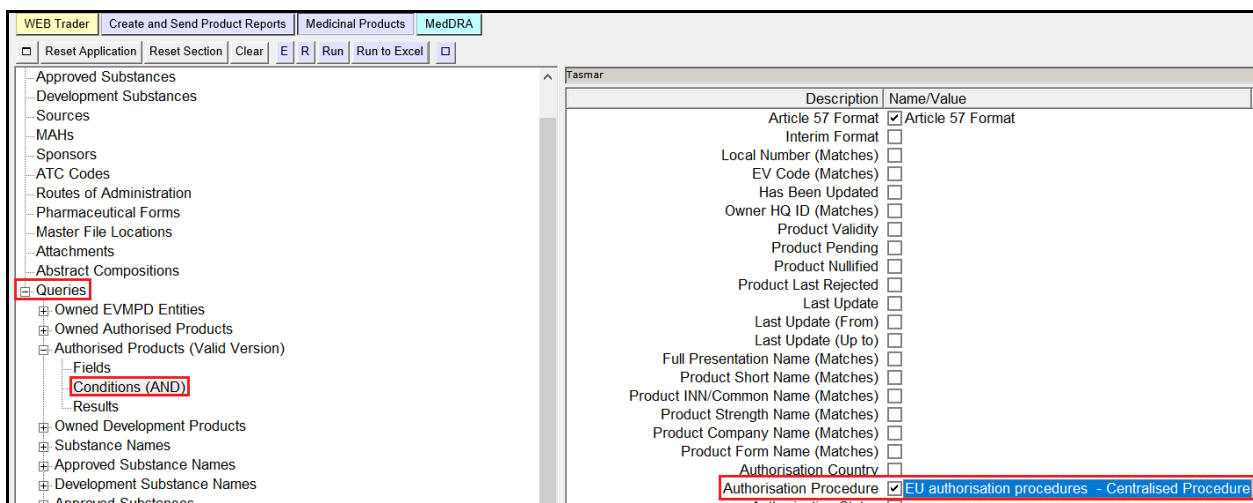 WEB Trader Create and Send Product Reports Medicinal Products MedDRA
Reset Application Reset Section Clear E R Run Run to Excel
Approved Substances
Development Substances
Sources
MAHs
Sponsors
ATC Codes
Routes of Administration
Pharmaceutical Forms
Master File Locations
Attachments
Abstract Compositions
Queries
Owned EVMPD Entities
Owned Authorised Products
Authorised Products (Valid Version)
Fields
Conditions (AND)
Results
Owned Development Products
Substance Names
Approved Substance Names
Development Substance Names
Approved Substances
Tasmar
Description Name/Value
Article 57 Format Article 57 Format
Interim Format
Local Number (Matches)
EV Code (Matches)
Has Been Updated
Owner HQ ID (Matches)
Product Validity
Product Pending
Product Nullified
Product Last Rejected
Last Update
Last Update (From)
Last Update (Up to)
Full Presentation Name (Matches)
Product Short Name (Matches)
Product INN/Common Name (Matches)
Product Strength Name (Matches)
Product Company Name (Matches)
Product Form Name (Matches)
Authorisation Country
Authorisation Procedure EU authorisation procedures - Centralised Procedure